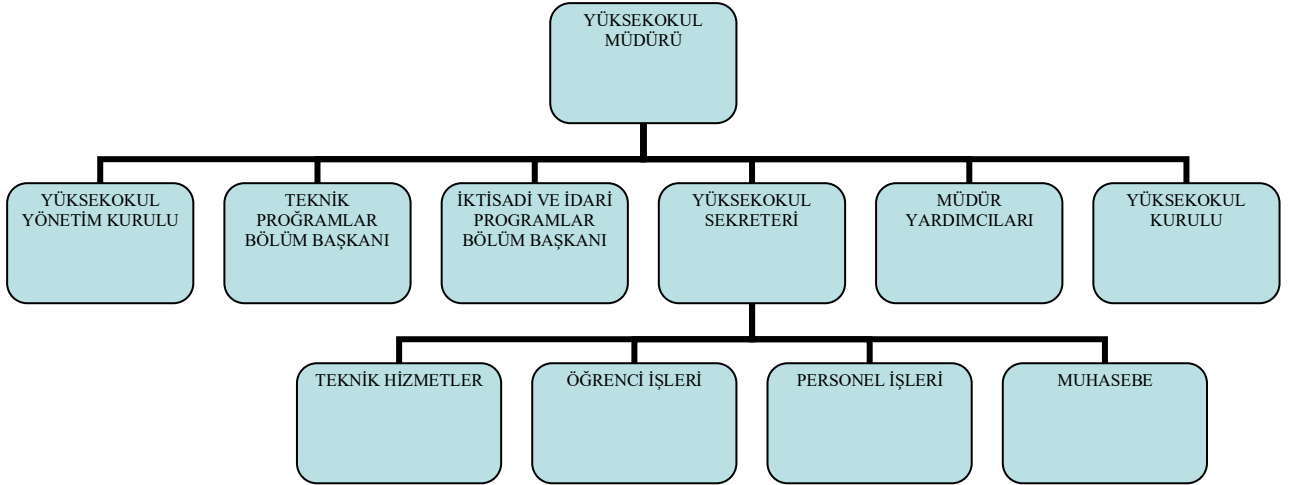 YÜKSEKOKUL
MÜDÜRÜ
YÜKSEKOKUL
YÖNETİM KURULU
TEKNİK
PROĞRAMLAR
BÖLÜM BAŞKANI
İKTİSADİ VE İDARİ
PROGRAMLAR
BÖLÜM BAŞKANI
YÜKSEKOKUL
SEKRETERİ
MÜDÜR
YARDIMCILARI
YÜKSEKOKUL
KURULU
TEKNİK HİZMETLER
ÖĞRENCİ İŞLERİ
PERSONEL İŞLERİ
MUHASEBE